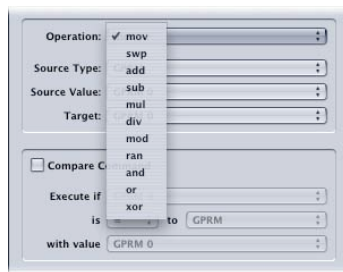 Operation: ✓ mov
swp
Source Type: add
sub
Source Value:
mul
Target: div
mod
ran
Compare Command
and
Execute if or
is = to GPRM
xor
with value GPRM 0